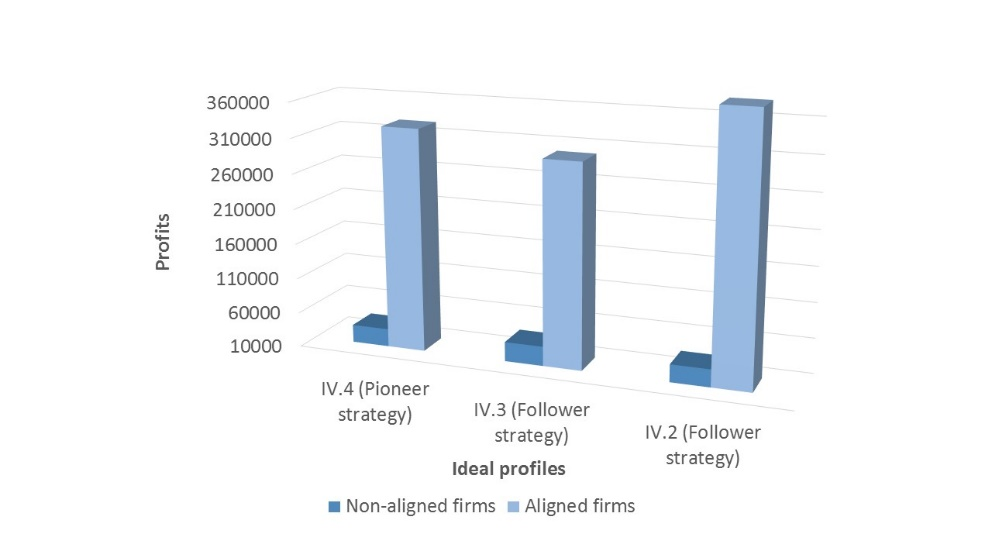 360000
310000
260000
210000
160000
110000
60000
10000
Profits
IV.4 (Pioneer
strategy)
IV.3 (Follower
strategy)
IV.2 (Follower
strategy)
Ideal profiles
Non-aligned firms
Aligned firms